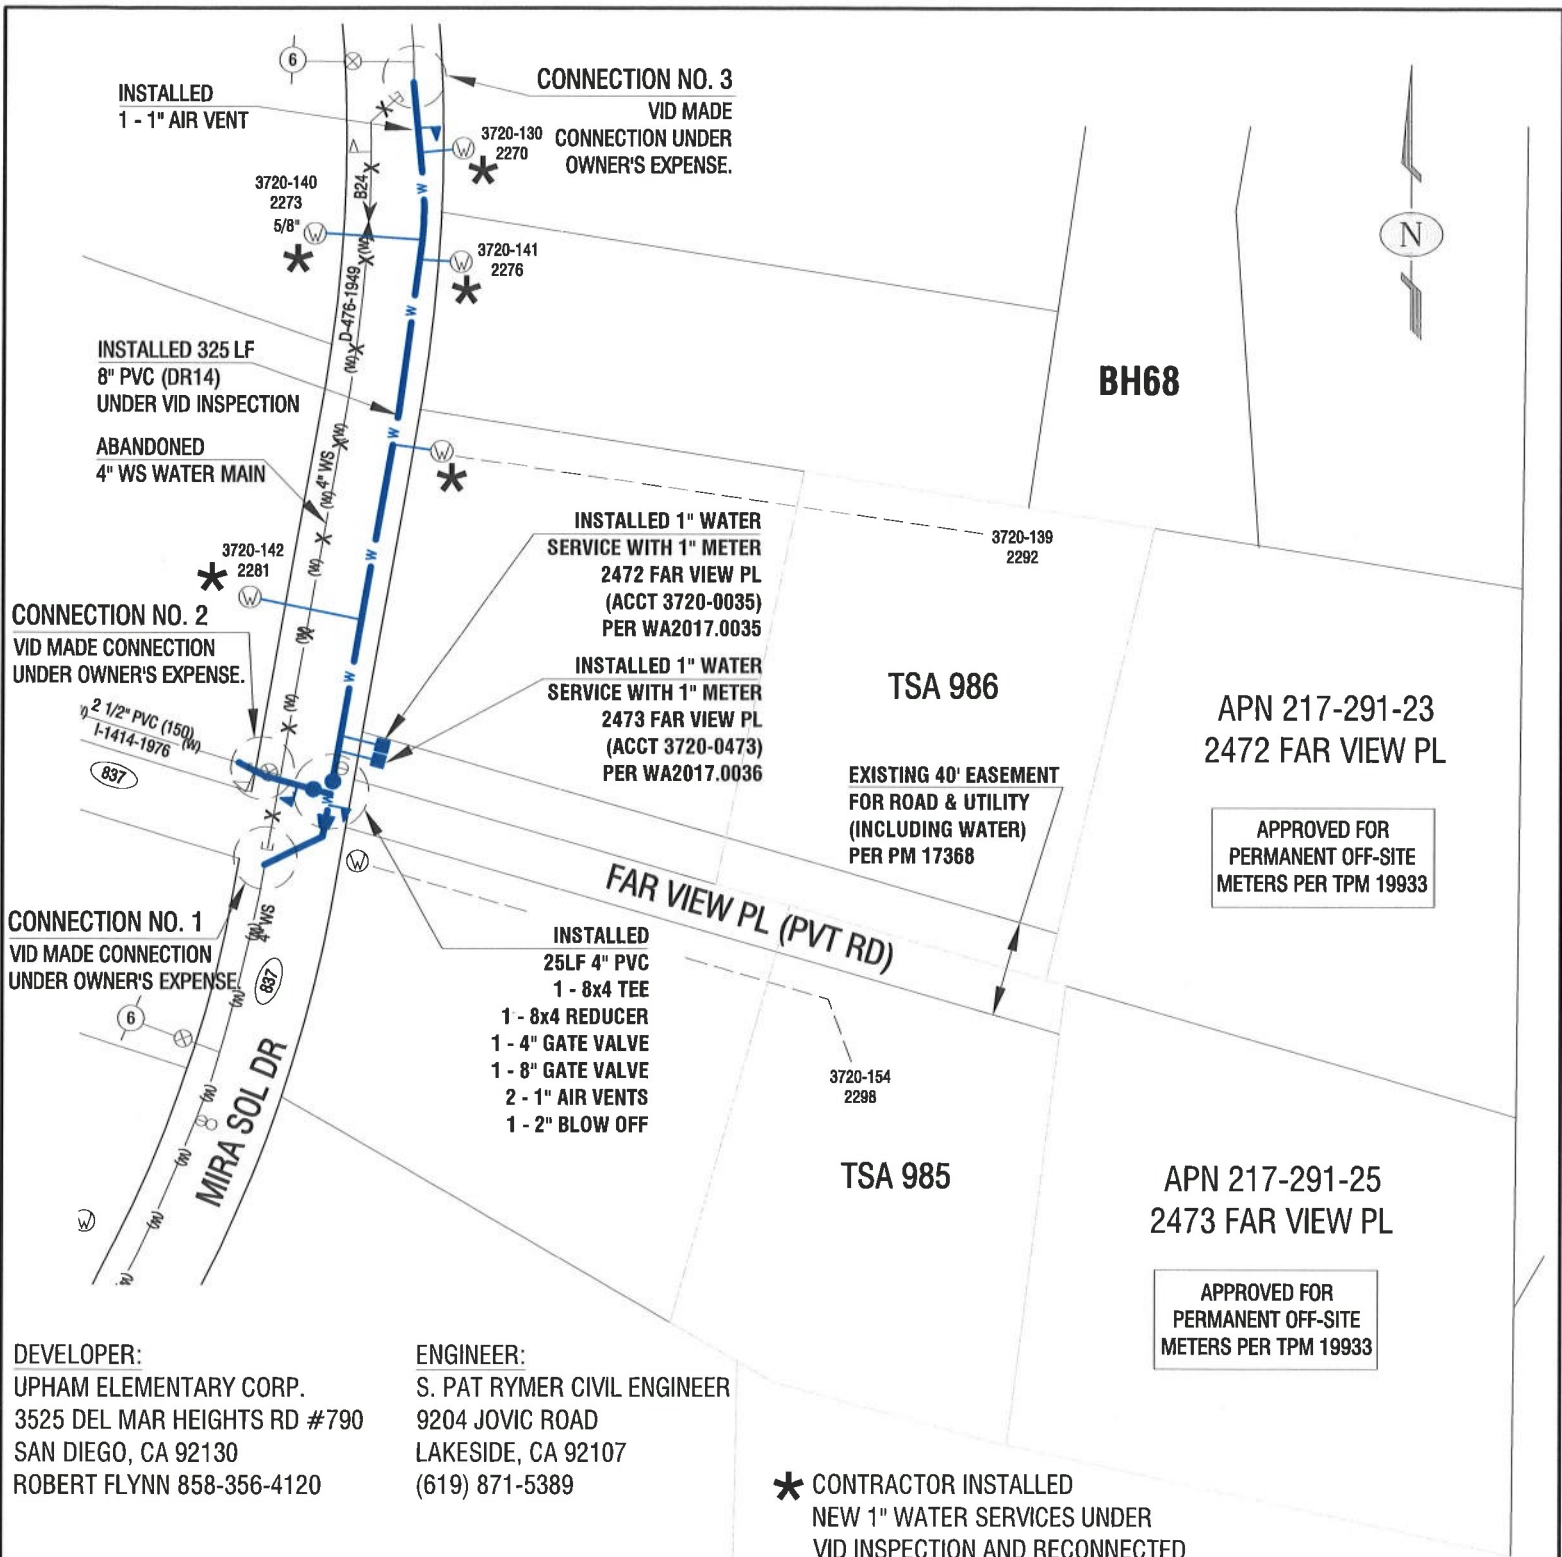 6
INSTALLED
1 - 1" AIR VENT
CONNECTION NO. 3
VID MADE
CONNECTION UNDER
OWNER'S EXPENSE.
3720-130
2270
W
3720-140
2273
5/8"
W
B24
W
3720-141
2276
W
W
N
D-476-1949
(W)
(W)
INSTALLED 325 LF
8" PVC (DR14)
UNDER VID INSPECTION
BH68
W
(W)
W
ABANDONED
4" WS WATER MAIN
4" WS
(W)
INSTALLED 1" WATER
SERVICE WITH 1" METER
2472 FAR VIEW PL
(ACCT 3720-0035)
PER WA2017.0035
3720-139
2292
3720-142
2281
W
(W)
W
CONNECTION NO. 2
VID MADE CONNECTION
UNDER OWNER'S EXPENSE.
(W)
W
INSTALLED 1" WATER
SERVICE WITH 1" METER
2473 FAR VIEW PL
(ACCT 3720-0473)
PER WA2017.0036
TSA 986
APN 217-291-23
2472 FAR VIEW PL
2 1/2" PVC (150)
I-1414-1976
(W)
(W)
837
EXISTING 40' EASEMENT
FOR ROAD & UTILITY
(INCLUDING WATER)
PER PM 17368
APPROVED FOR
PERMANENT OFF-SITE
METERS PER TPM 19933
W
W
FAR VIEW PL (PVT RD)
CONNECTION NO. 1
VID MADE CONNECTION
UNDER OWNER'S EXPENSE.
4" WS
(W)
837
(W)
INSTALLED
25LF 4" PVC
1 - 8x4 TEE
1 - 8x4 REDUCER
1 - 4" GATE VALVE
1 - 8" GATE VALVE
2 - 1" AIR VENTS
1 - 2" BLOW OFF
6
3720-154
2298
MIRA SOL DR
(W)
(W)
(W)
(W)
W
TSA 985
APN 217-291-25
2473 FAR VIEW PL
APPROVED FOR
PERMANENT OFF-SITE
METERS PER TPM 19933
DEVELOPER:
UPHAM ELEMENTARY CORP.
3525 DEL MAR HEIGHTS RD #790
SAN DIEGO, CA 92130
ROBERT FLYNN 858-356-4120
ENGINEER:
S. PAT RYMER CIVIL ENGINEER
9204 JOVIC ROAD
LAKESIDE, CA 92107
(619) 871-5389
* CONTRACTOR INSTALLED
NEW 1" WATER SERVICES UNDER
VID INSPECTION AND RECONNECTED